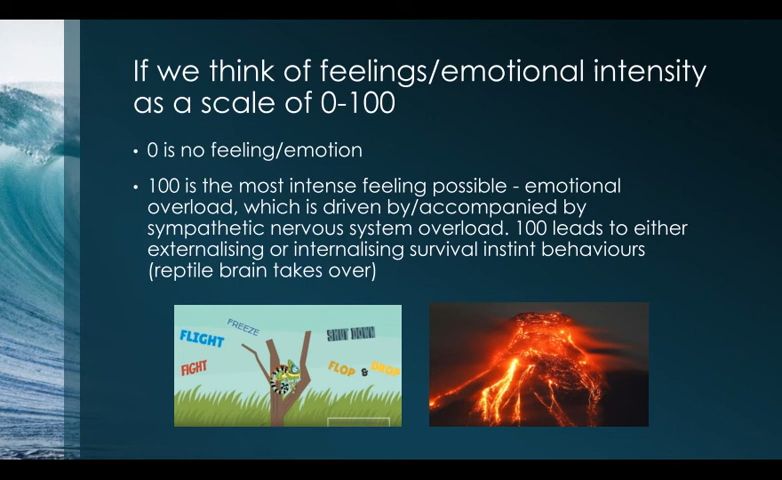 If we think of feelings/emotional intensity
as a scale of 0-100
• 0 is no feeling/emotion
• 100 is the most intense feeling possible - emotional
overload, which is driven by/accompanied by
sympathetic nervous system overload. 100 leads to either
externalising or internalising survival instint behaviours
(reptile brain takes over)
FREEZE
FLIGHT
SHUT DOWN
FIGHT
FLOP & DROP